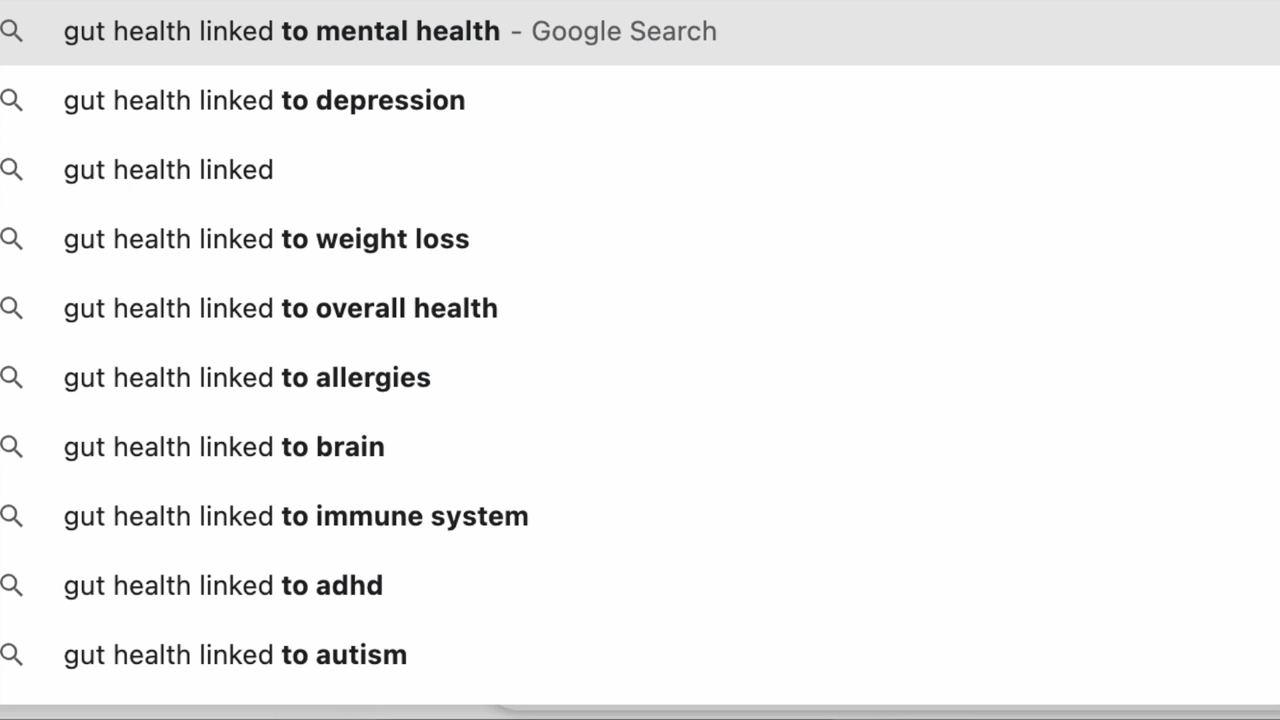 gut health linked to mental health - Google Search
gut health linked to depression
gut health linked
gut health linked to weight loss
gut health linked to overall health
gut health linked to allergies
gut health linked to brain
gut health linked to immune system
gut health linked to adhd
gut health linked to autism